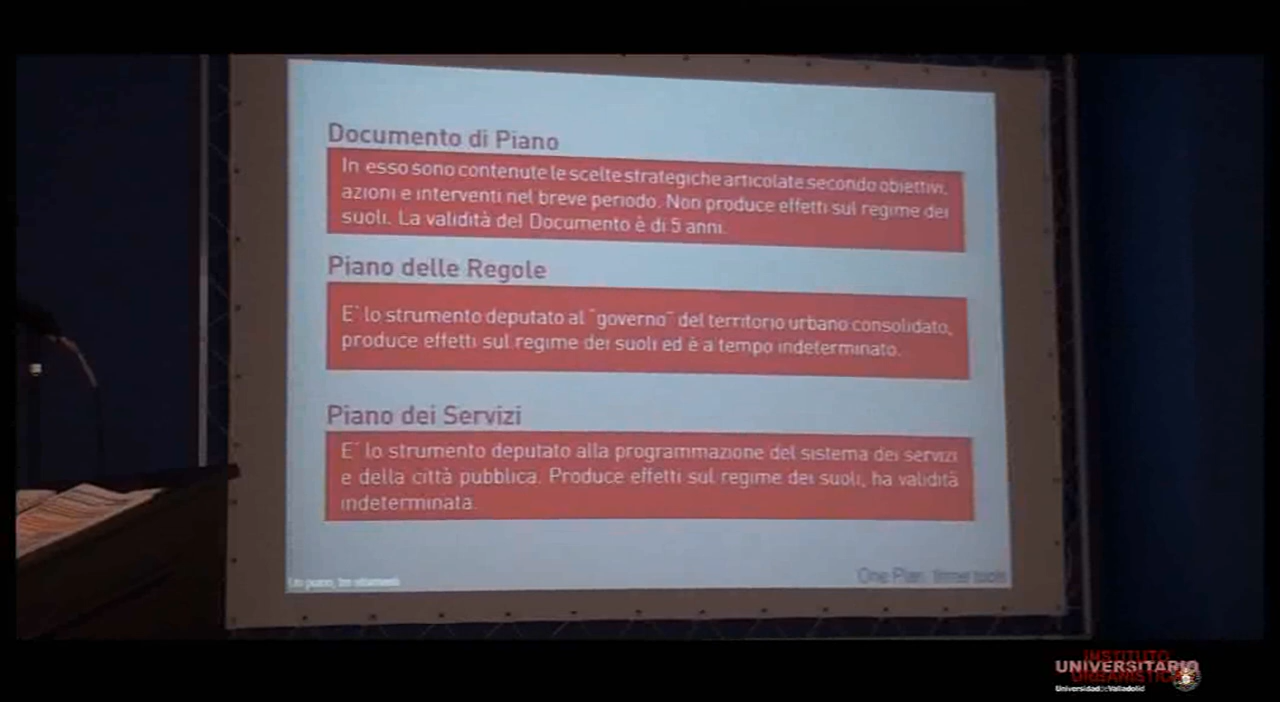 Documento di Piano
In esso sono contenute le scelte strategiche articolate secondo obiettivi,
azioni e interventi nel breve periodo. Non produce effetti sul regime dei
suoli. La validità del Documento è di 5 anni.
Piano delle Regole
E` lo strumento deputato al "governo" del territorio urbano consolidato,
produce effetti sul regime dei suoli ed è a tempo indeterminato.
Piano dei Servizi
E` lo strumento deputato alla programmazione del sistema dei servizi
e della città pubblica. Produce effetti sul regime dei suoli, ha validità
indeterminata.
Un piano, tre strumenti
One Plan, three tools
INSTITUTO
UNIVERSITARIO
URBANÍSTICA
Universidad de Valladolid